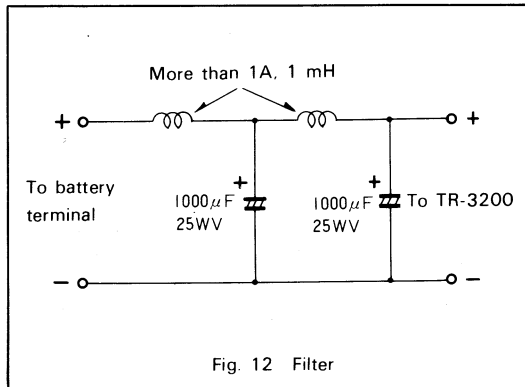 More than 1A, 1 mH
+ +
+ +
To battery
terminal
1000μF
25WV
1000μF
25WV
To TR-3200
− −
Fig. 12 Filter